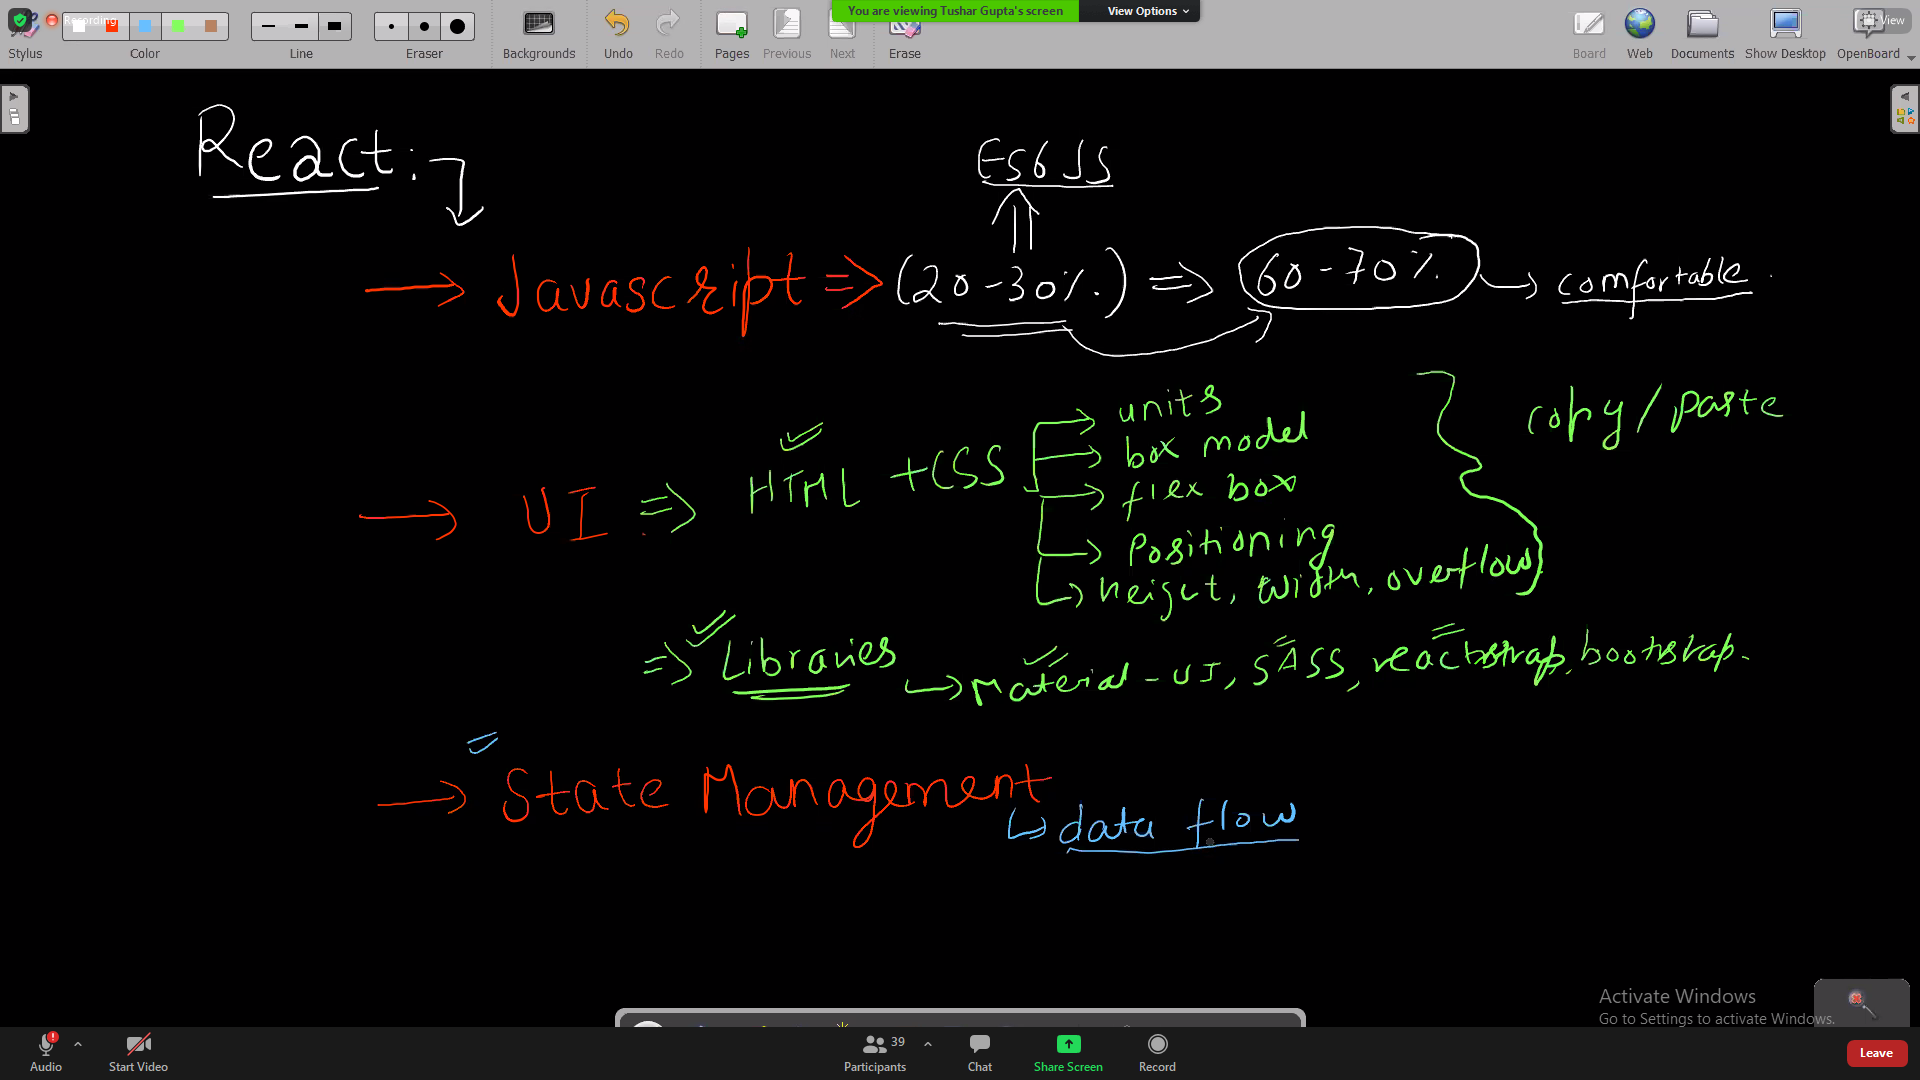 Recording
You are viewing Tushar Gupta's screen View Options
View
Stylus Color Line Eraser Backgrounds Undo Redo Pages Previous Next Erase Board Web Documents Show Desktop OpenBoard
React:
ES6 JS
Javascript => (20-30%.) => 60-70%. comfortable.
units
copy/paste
box model
UI => HTML + CSS
flex box
Positioning
height, width, overflow
=> Libraries Material-UI, SASS, reactstrap, bootstrap.
State Management
data flow
Activate Windows
Go to Settings to activate Windows.
39
Audio Start Video Participants Chat Share Screen Record Leave